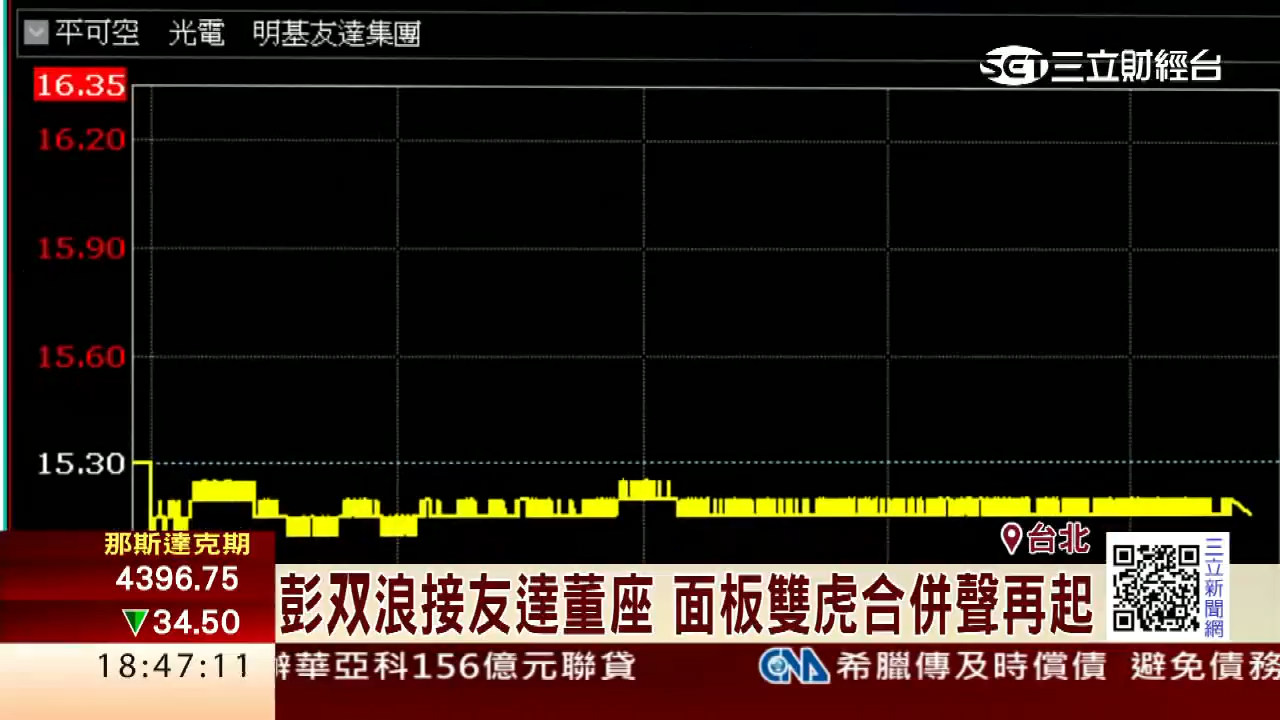 平可空 光電 明基友達集團
SET三立財經台
16.35
16.20
15.90
15.60
15.30
台北
那斯達克期
4396.75
▼34.50
彭双浪接友達董座 面板雙虎合併聲再起
三立新聞網
18:47:11
華亞科156億元聯貸 CNA 希臘傳及時償債 避免債務